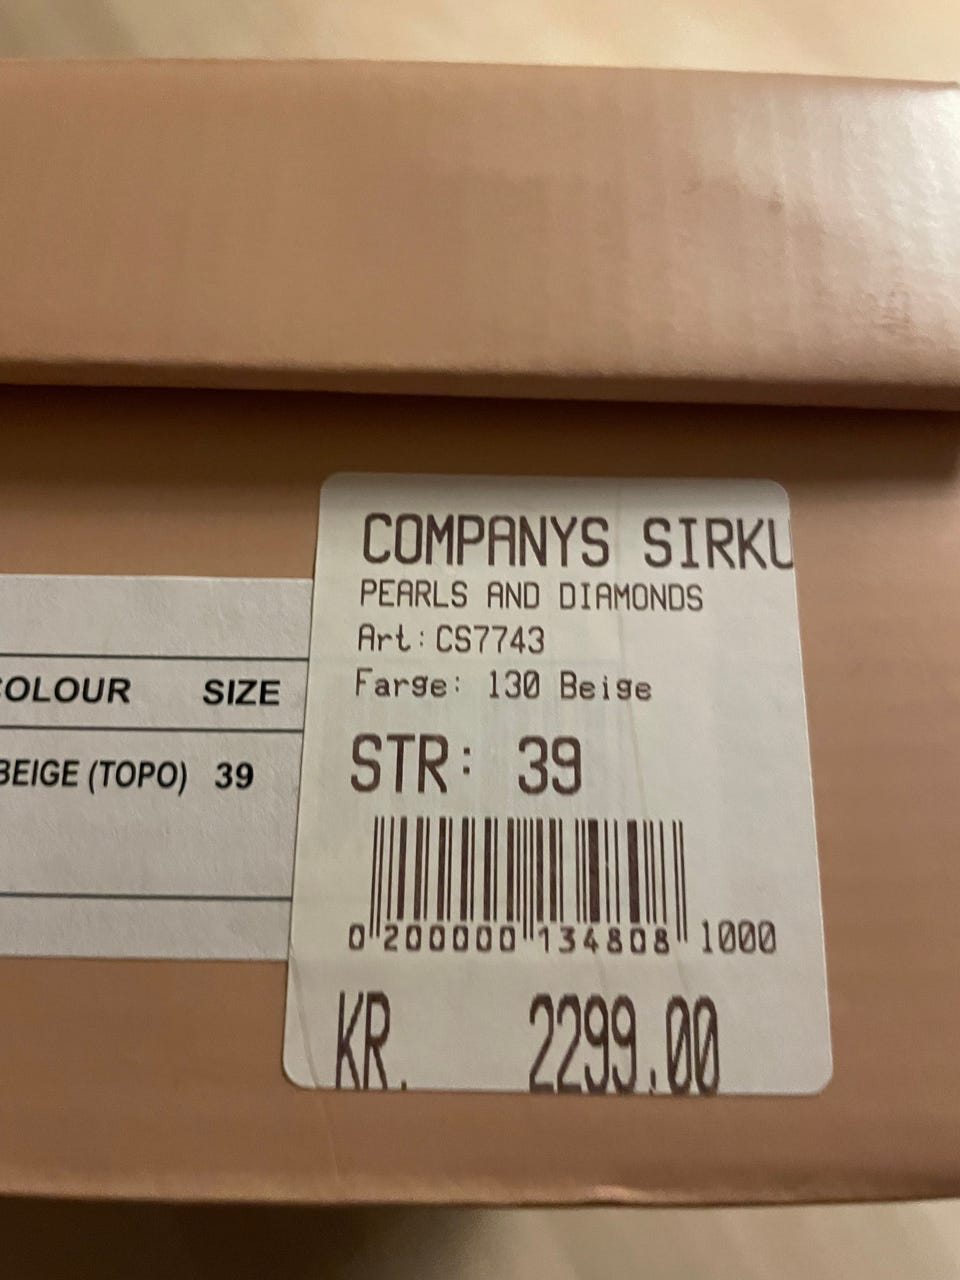 COLOUR SIZE
BEIGE (TOPO) 39
COMPANYS
PEARLS AND DIAMONDS
Art: CS7743
Farge: 130 Beige
STR: 39
0 200000 134808 1000
KR. 2299.00